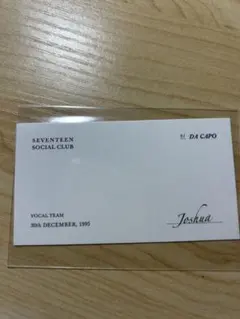 SEVENTEEN
SOCIAL CLUB
DA CAPO
VOCAL TEAM
30th DECEMBER, 1995
Joshua